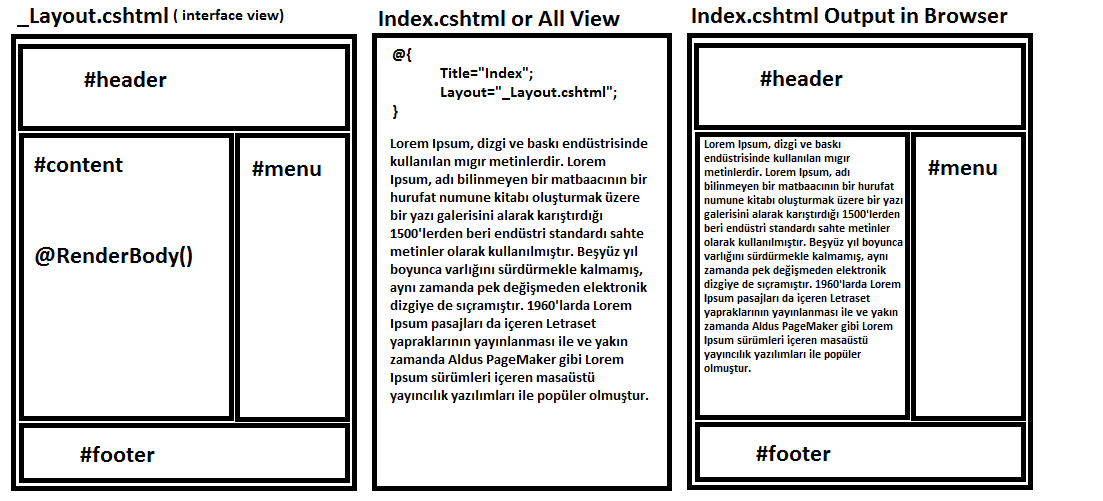 _Layout.cshtml ( interface view)
#header
#content
@RenderBody()
#menu
#footer
Index.cshtml or All View
@{
Title="Index";
Layout="_Layout.cshtml";
}
Lorem Ipsum, dizgi ve baskı endüstrisinde
kullanılan mıgır metinlerdir. Lorem
Ipsum, adı bilinmeyen bir matbaacının bir
hurufat numune kitabı oluşturmak üzere
bir yazı galerisini alarak karıştırdığı
1500'lerden beri endüstri standardı sahte
metinler olarak kullanılmıştır. Beşyüz yıl
boyunca varlığını sürdürmekle kalmamış,
aynı zamanda pek değişmeden elektronik
dizgiye de sıçramıştır. 1960'larda Lorem
Ipsum pasajları da içeren Letraset
yapraklarının yayınlanması ile ve yakın
zamanda Aldus PageMaker gibi Lorem
Ipsum sürümleri içeren masaüstü
yayıncılık yazılımları ile popüler olmuştur.
Index.cshtml Output in Browser
#header
Lorem Ipsum, dizgi ve baskı
endüstrisinde kullanılan mıgır
metinlerdir. Lorem Ipsum, adı
bilinmeyen bir matbaacının bir hurufat
numune kitabı oluşturmak üzere bir yazı
galerisini alarak karıştırdığı 1500'lerden
beri endüstri standardı sahte metinler
olarak kullanılmıştır. Beşyüz yıl boyunca
varlığını sürdürmekle kalmamış, aynı
zamanda pek değişmeden elektronik
dizgiye de sıçramıştır. 1960'larda Lorem
Ipsum pasajları da içeren Letraset
yapraklarının yayınlanması ile ve yakın
zamanda Aldus PageMaker gibi Lorem
Ipsum sürümleri içeren masaüstü
yayıncılık yazılımları ile popüler
olmuştur.
#menu
#footer